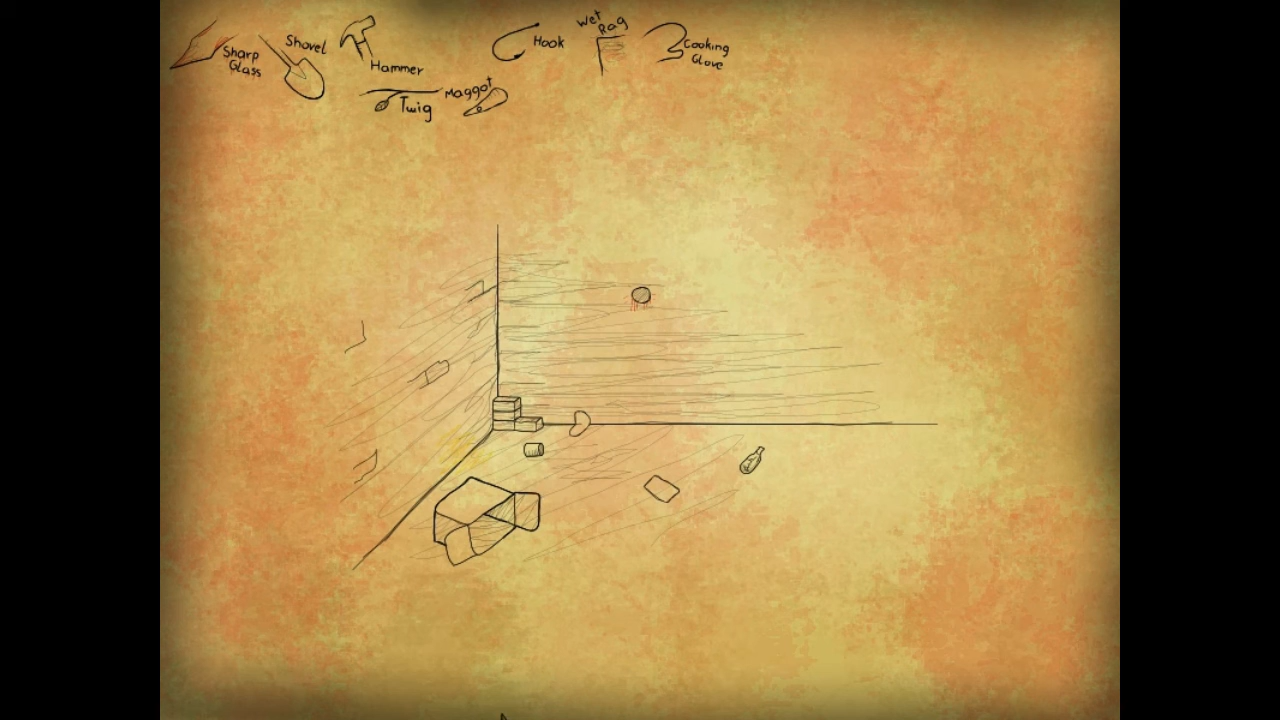 Sharp
Glass
Shovel
Hammer
Twig
Maggot
Hook
Wet
Rag
Cooking
Glove